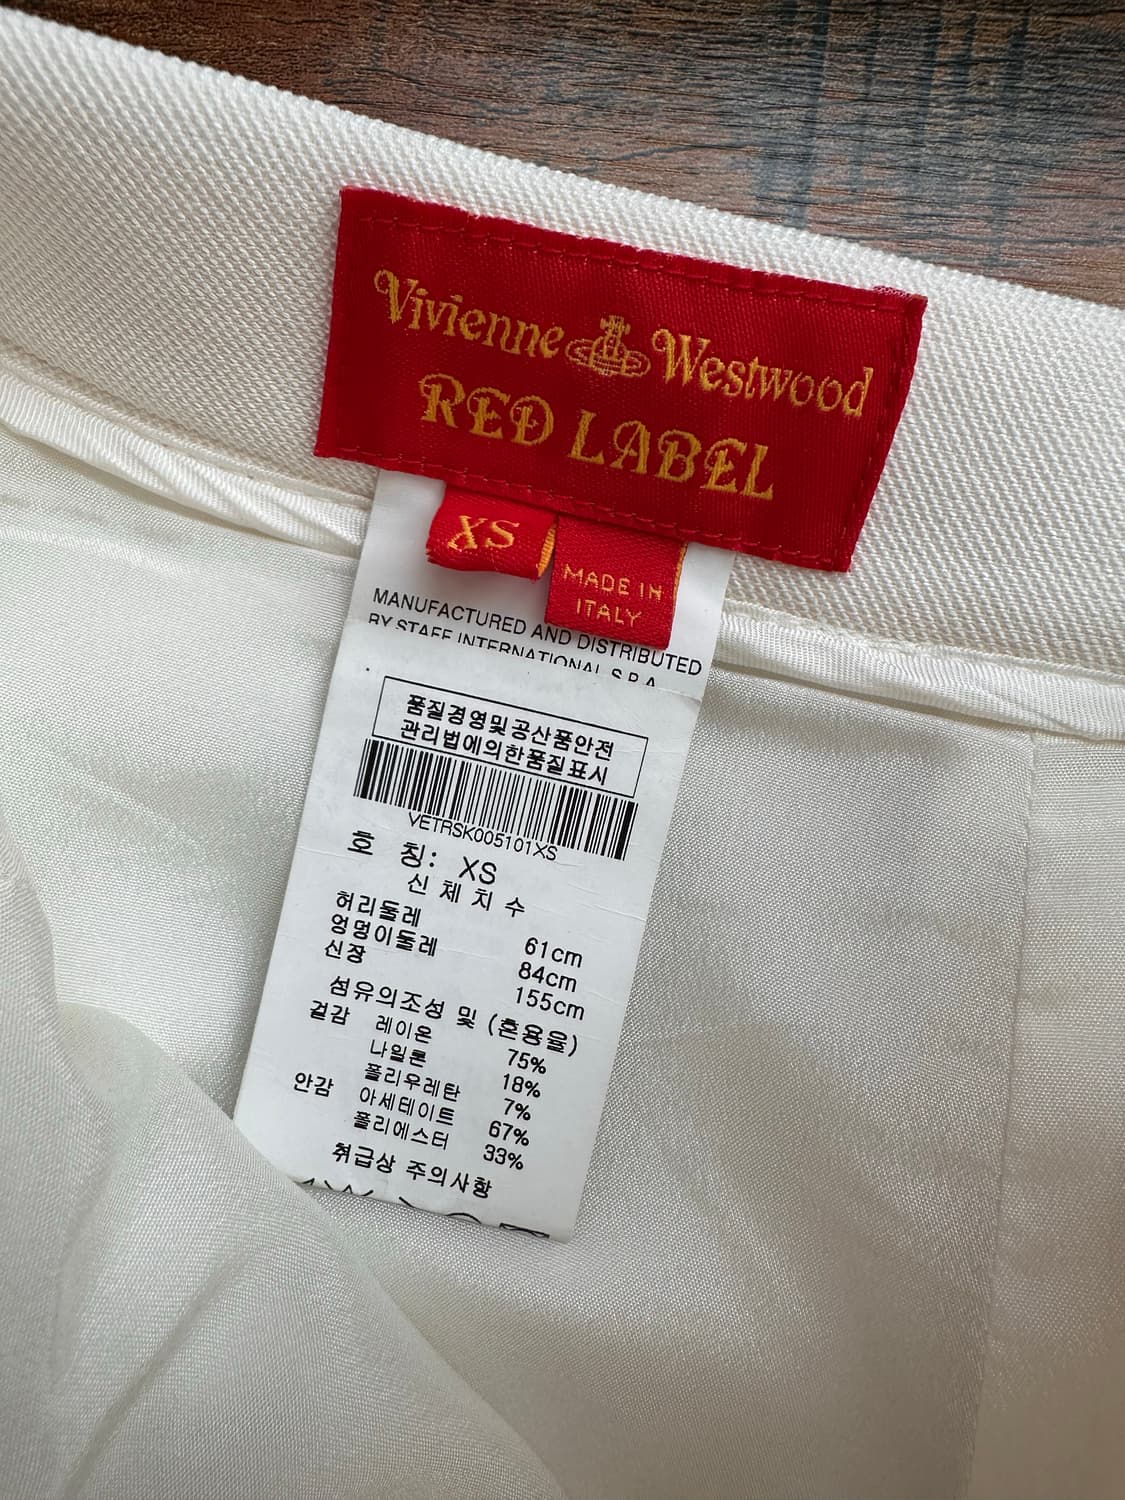 Vivienne Westwood
RED LABEL
XS
MADE IN
ITALY
MANUFACTURED AND DISTRIBUTED
BY STAFF INTERNATIONAL S.P.A.
품질경영및공산품안전
관리법에의한품질표시
VETRSK005101XS
호 칭: XS
신 체 치 수
허리둘레 61cm
엉덩이둘레 84cm
신장 155cm
섬유의조성 및 (혼용율)
겉감 레이온 75%
나일론 18%
폴리우레탄 7%
안감 아세테이트 67%
폴리에스터 33%
취급상 주의사항